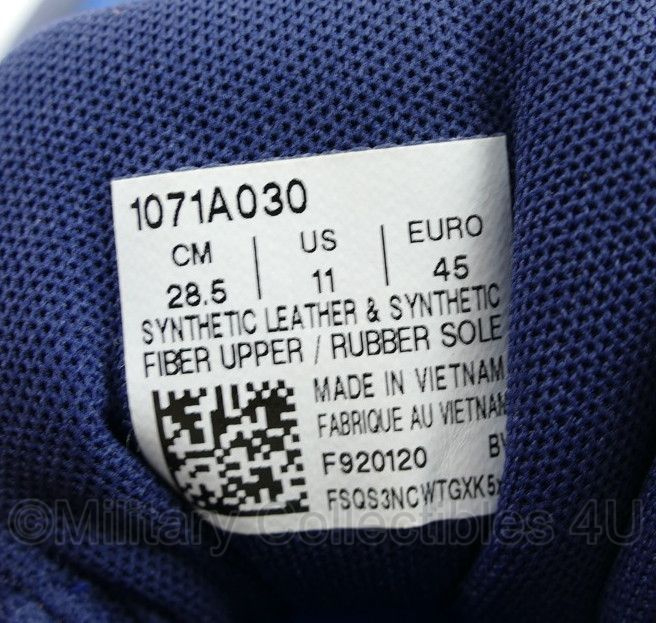 1071A030
CM | US | EURO
28.5 | 11 | 45
SYNTHETIC LEATHER & SYNTHETIC
FIBER UPPER / RUBBER SOLE
MADE IN VIETNAM
FABRIQUE AU VIETNAM
F920120
FSQS3NCWTGXK5
©Military Collectibles 4U